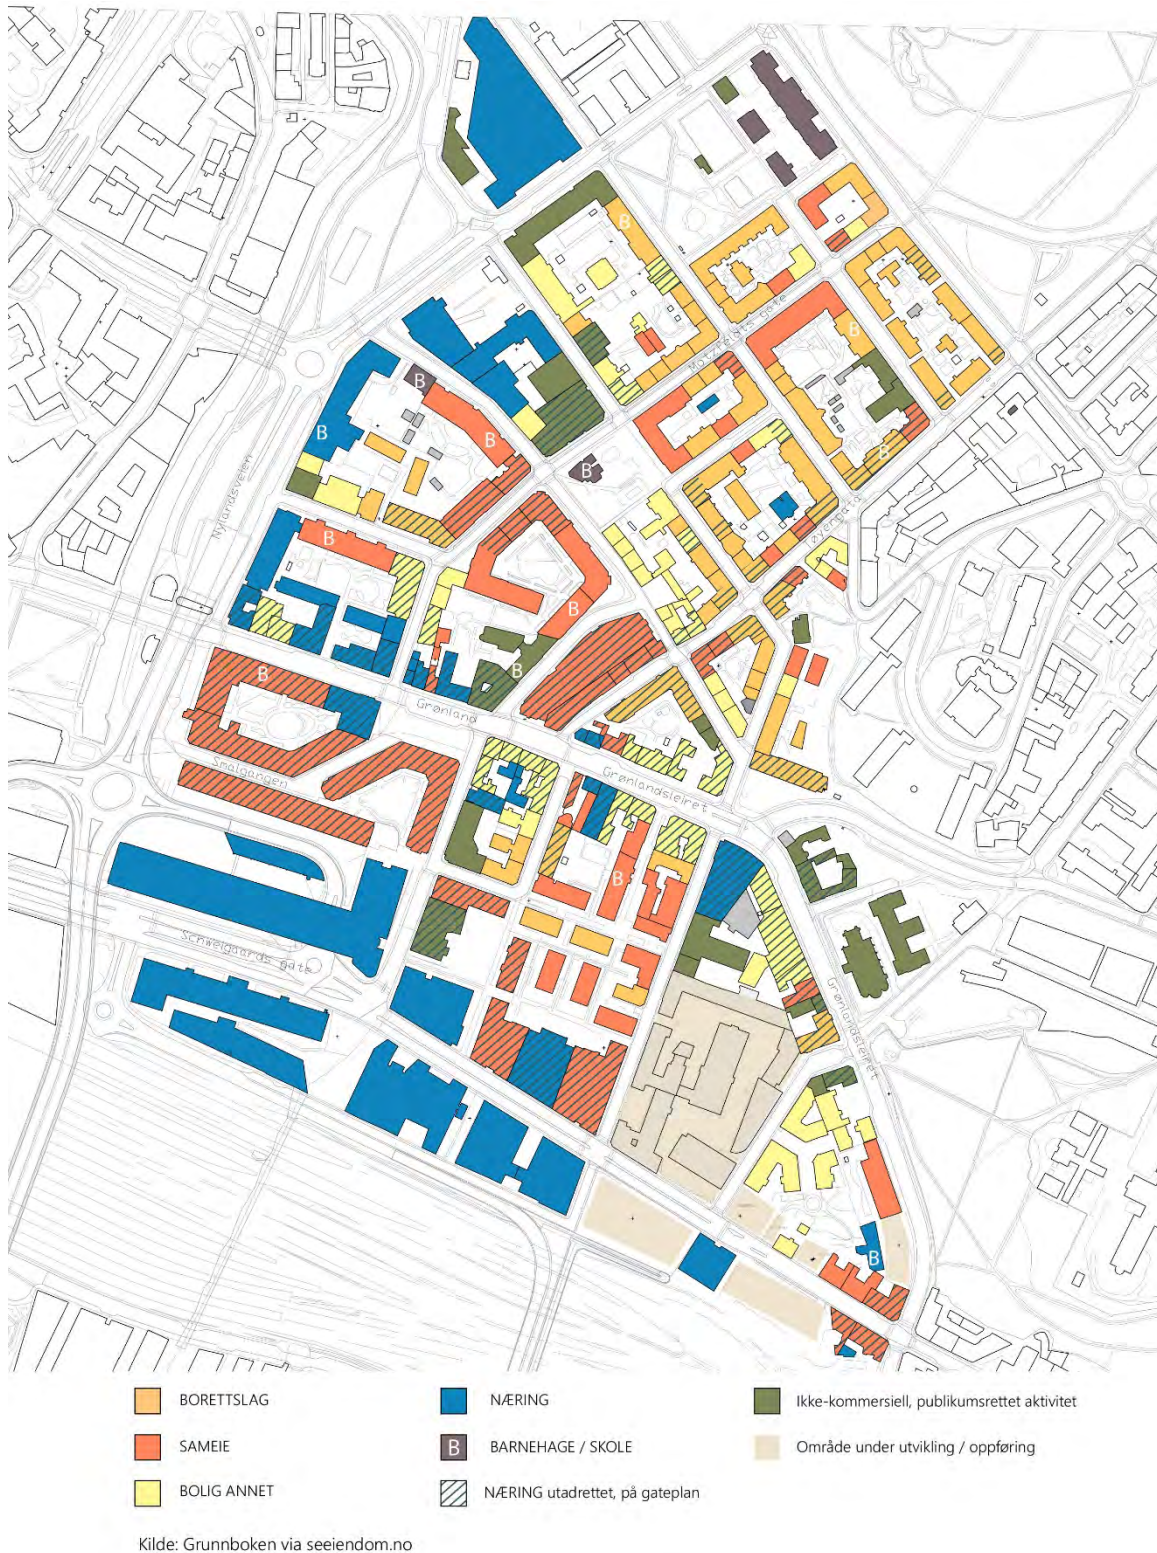 B
Motzfeldts gate
B
B
B
B
B
B
Nylandsveien
B
Øyengata
B
B
B
Grønland
Smalgangen
Grønlandsleiret
B
Schweigaards gate
Grønlandsleiret
B
BORETTSLAG
NÆRING
Ikke-kommersiell, publikumsrettet aktivitet
SAMEIE
B BARNEHAGE / SKOLE
Område under utvikling / oppføring
BOLIG ANNET
NÆRING utadrettet, på gateplan
Kilde: Grunnboken via seeiendom.no